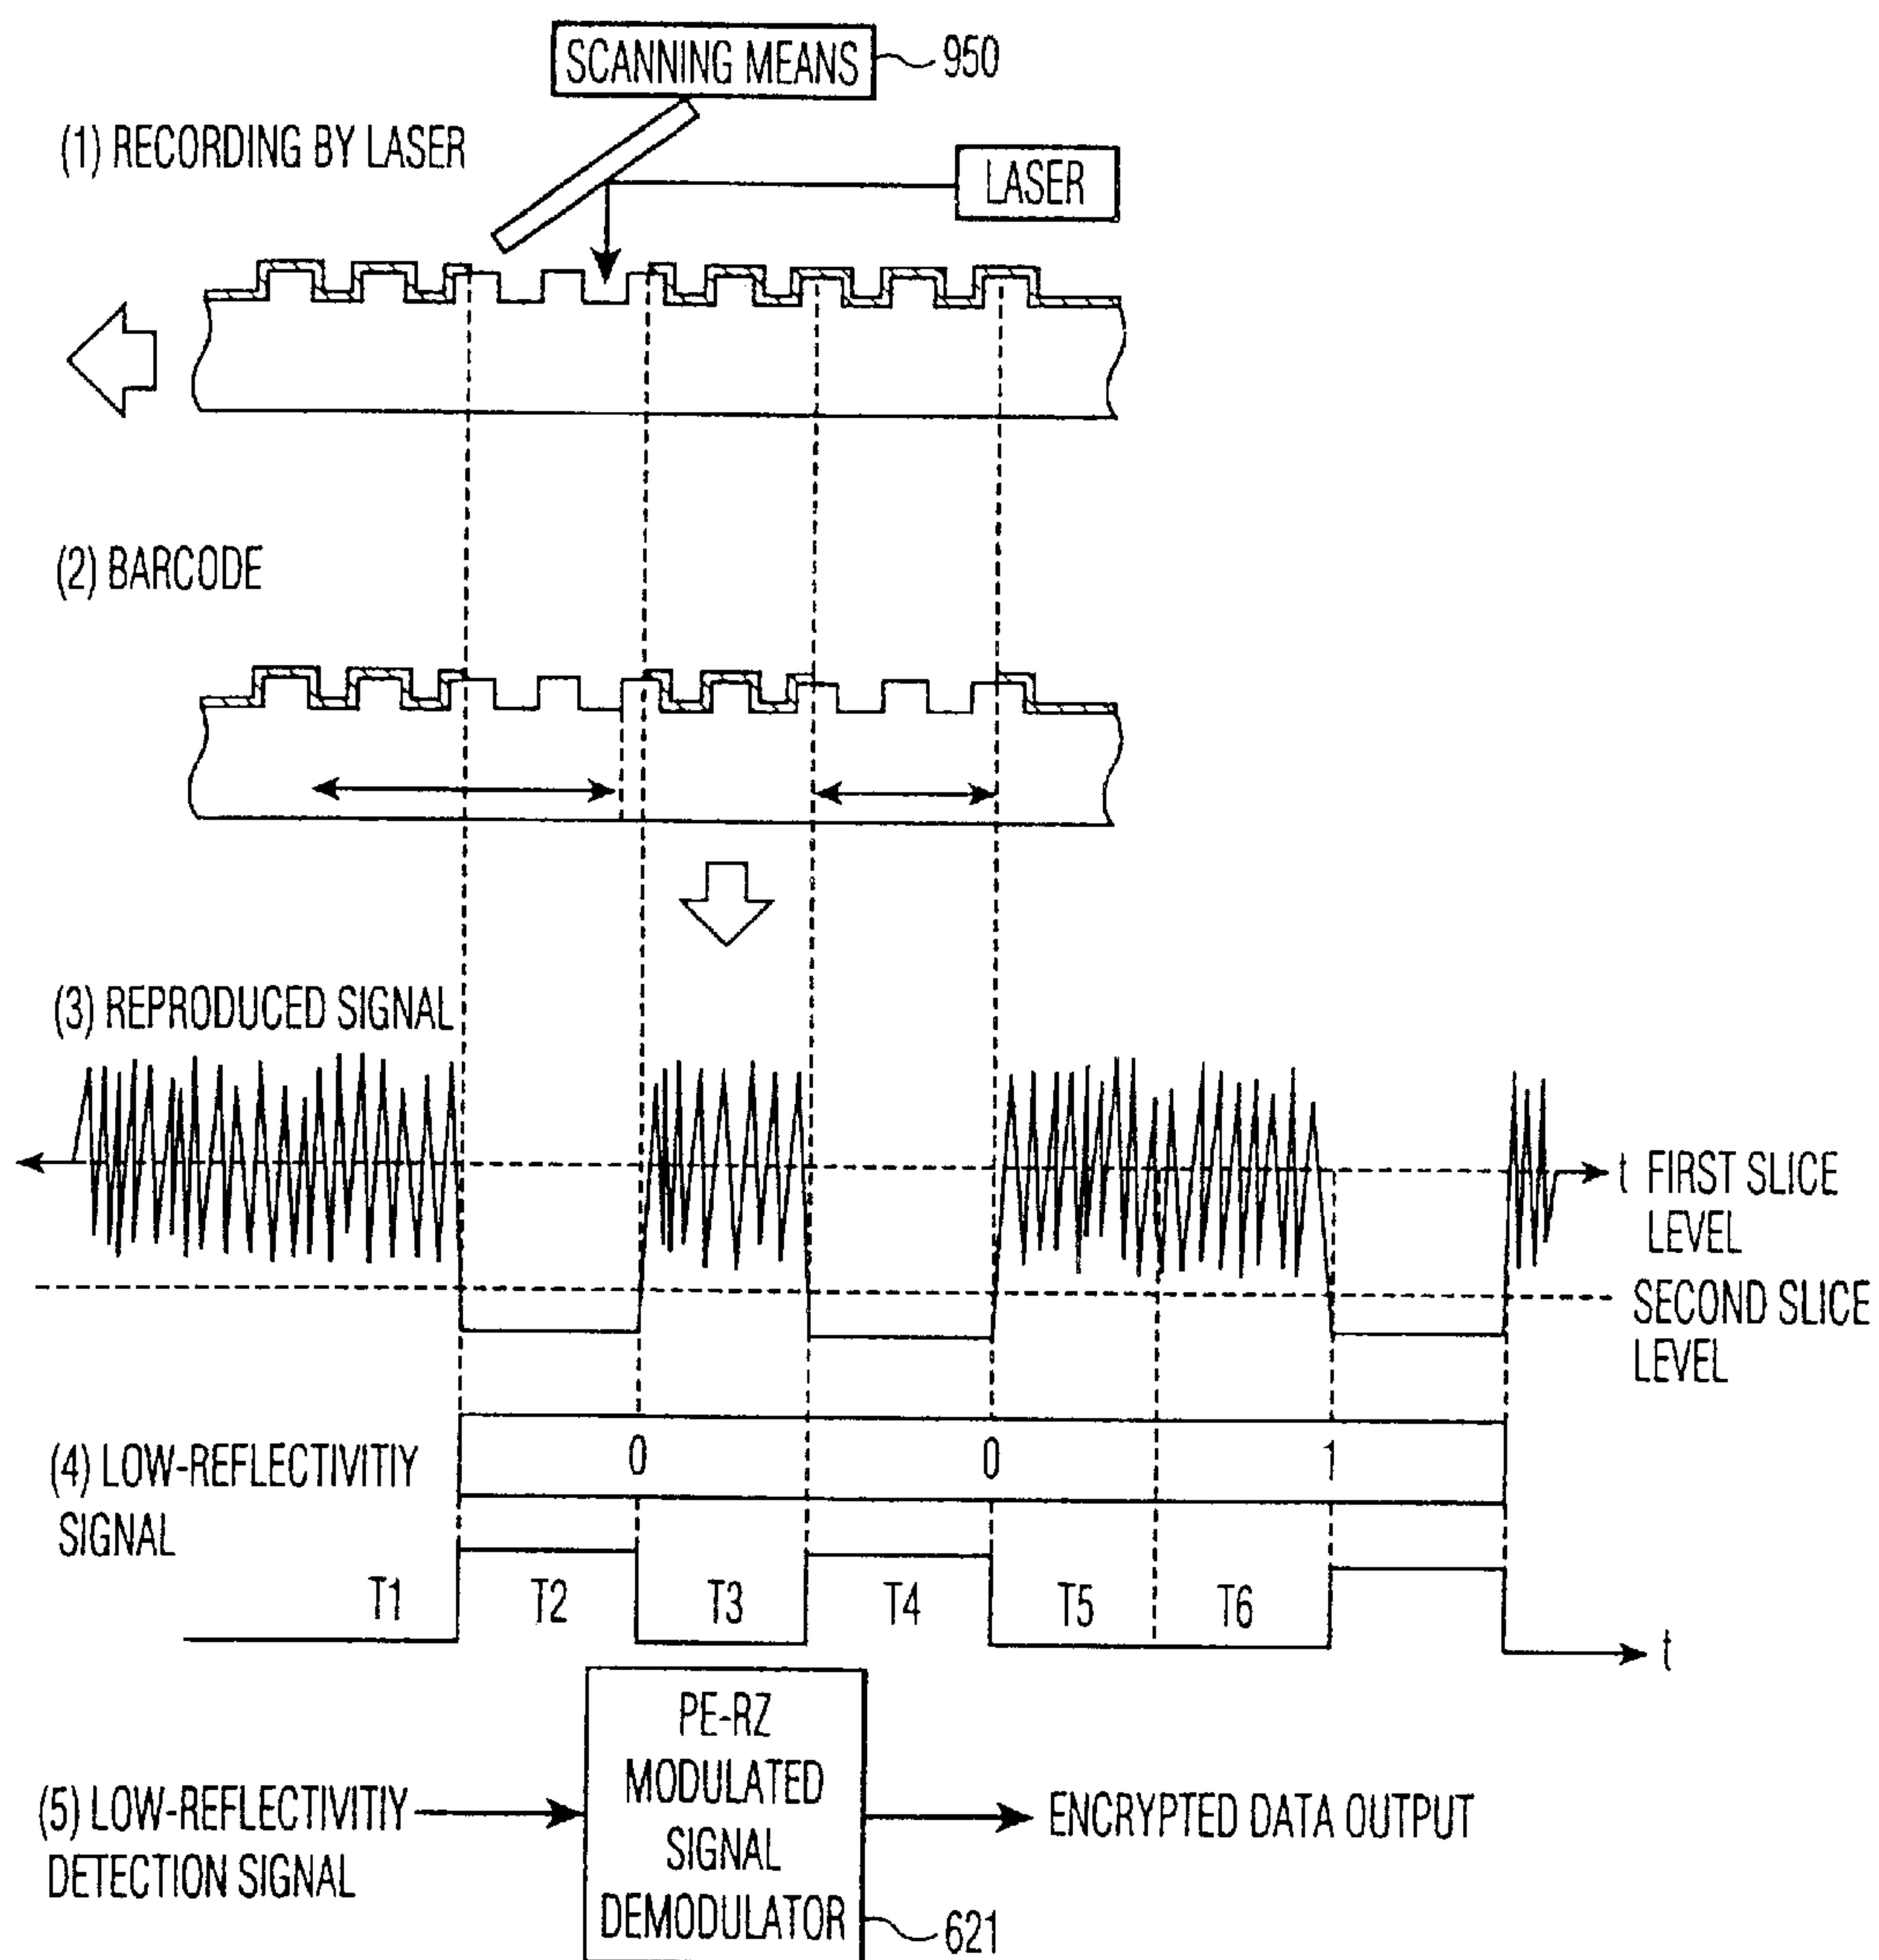 SCANNING MEANS 950
(1) RECORDING BY LASER
LASER
(2) BARCODE
(3) REPRODUCED SIGNAL
t FIRST SLICE
LEVEL
SECOND SLICE
LEVEL
(4) LOW-REFLECTIVITIY
SIGNAL
0 0 1
T1 T2 T3 T4 T5 T6
t
PE-RZ
MODULATED
SIGNAL
DEMODULATOR
621
(5) LOW-REFLECTIVITIY
DETECTION SIGNAL
ENCRYPTED DATA OUTPUT